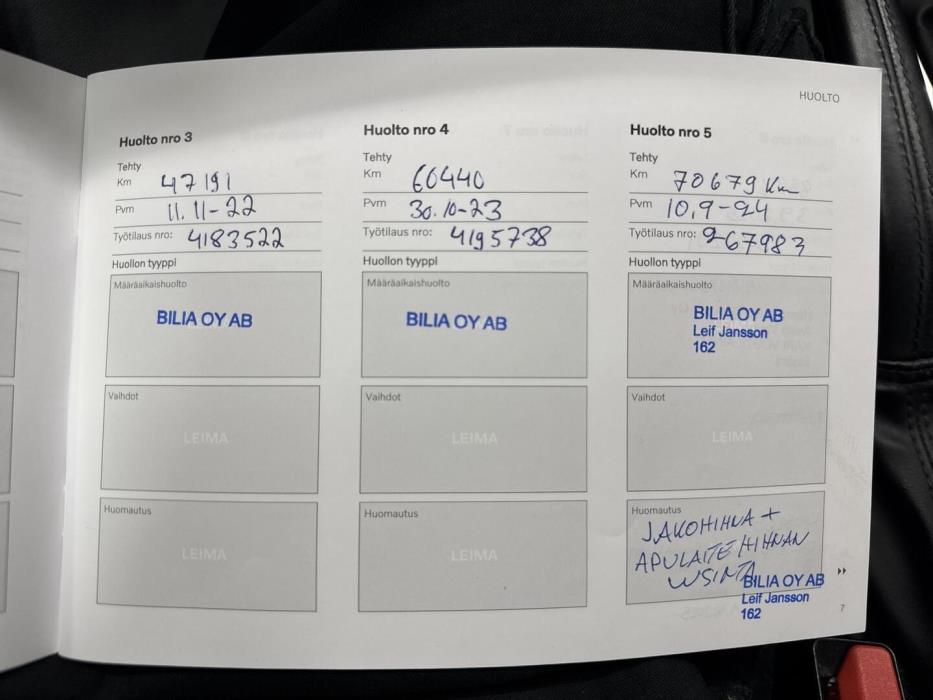 HUOLTO
Huolto nro 3
Tehty
Km 47191
Pvm 11.11-22
Työtilaus nro: 4183522
Huollon tyyppi
Määräaikaishuolto
BILIA OY AB
Vaihdot
LEIMA
Huomautus
LEIMA
Huolto nro 4
Tehty
Km 60440
Pvm 30.10-23
Työtilaus nro: 4195738
Huollon tyyppi
Määräaikaishuolto
BILIA OY AB
Vaihdot
LEIMA
Huomautus
LEIMA
Huolto nro 5
Tehty
Km 70679 Km
Pvm 10.9-24
Työtilaus nro: 267983
Huollon tyyppi
Määräaikaishuolto
BILIA OY AB
Leif Jansson
162
Vaihdot
LEIMA
Huomautus
JAKOHIHNA +
APULAITEHIHNAN
UUSINTA
BILIA OY AB
Leif Jansson
162
7